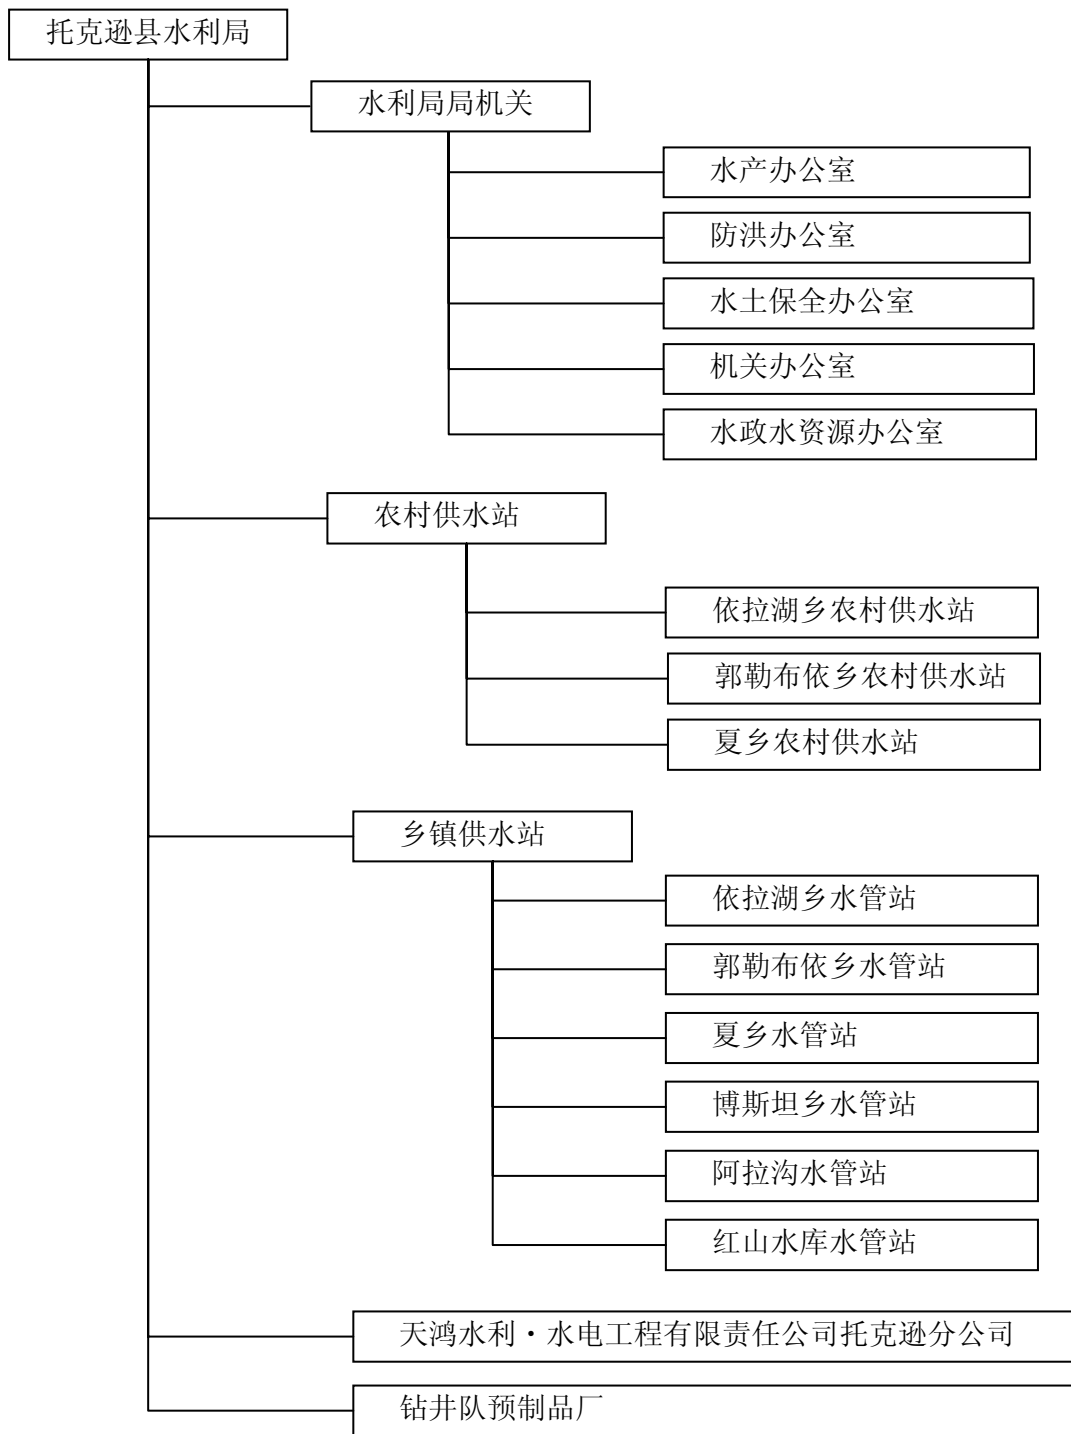 托克逊县水利局
水利局局机关
水产办公室
防洪办公室
水土保全办公室
机关办公室
水政水资源办公室
农村供水站
依拉湖乡农村供水站
郭勒布依乡农村供水站
夏乡农村供水站
乡镇供水站
依拉湖乡水管站
郭勒布依乡水管站
夏乡水管站
博斯坦乡水管站
阿拉沟水管站
红山水库水管站
天鸿水利·水电工程有限责任公司托克逊分公司
钻井队预制品厂